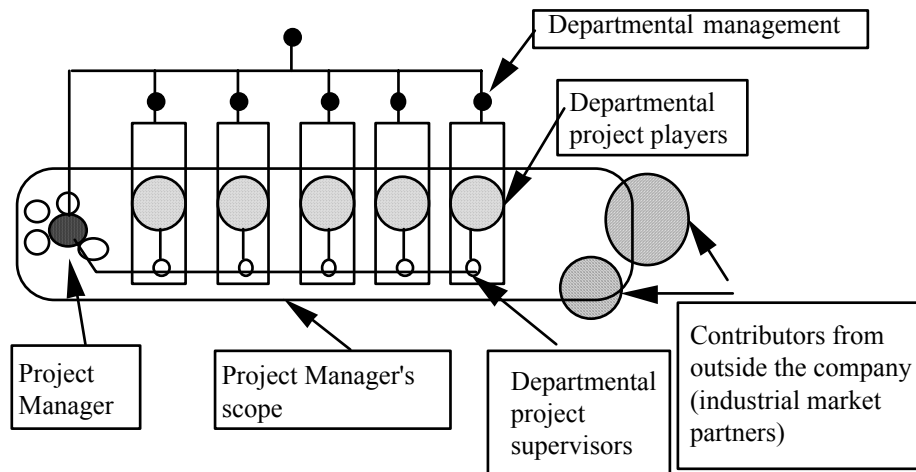 Departmental management
Departmental
project players
Project
Manager
Project Manager's
scope
Departmental
project
supervisors
Contributors from
outside the company
(industrial market
partners)